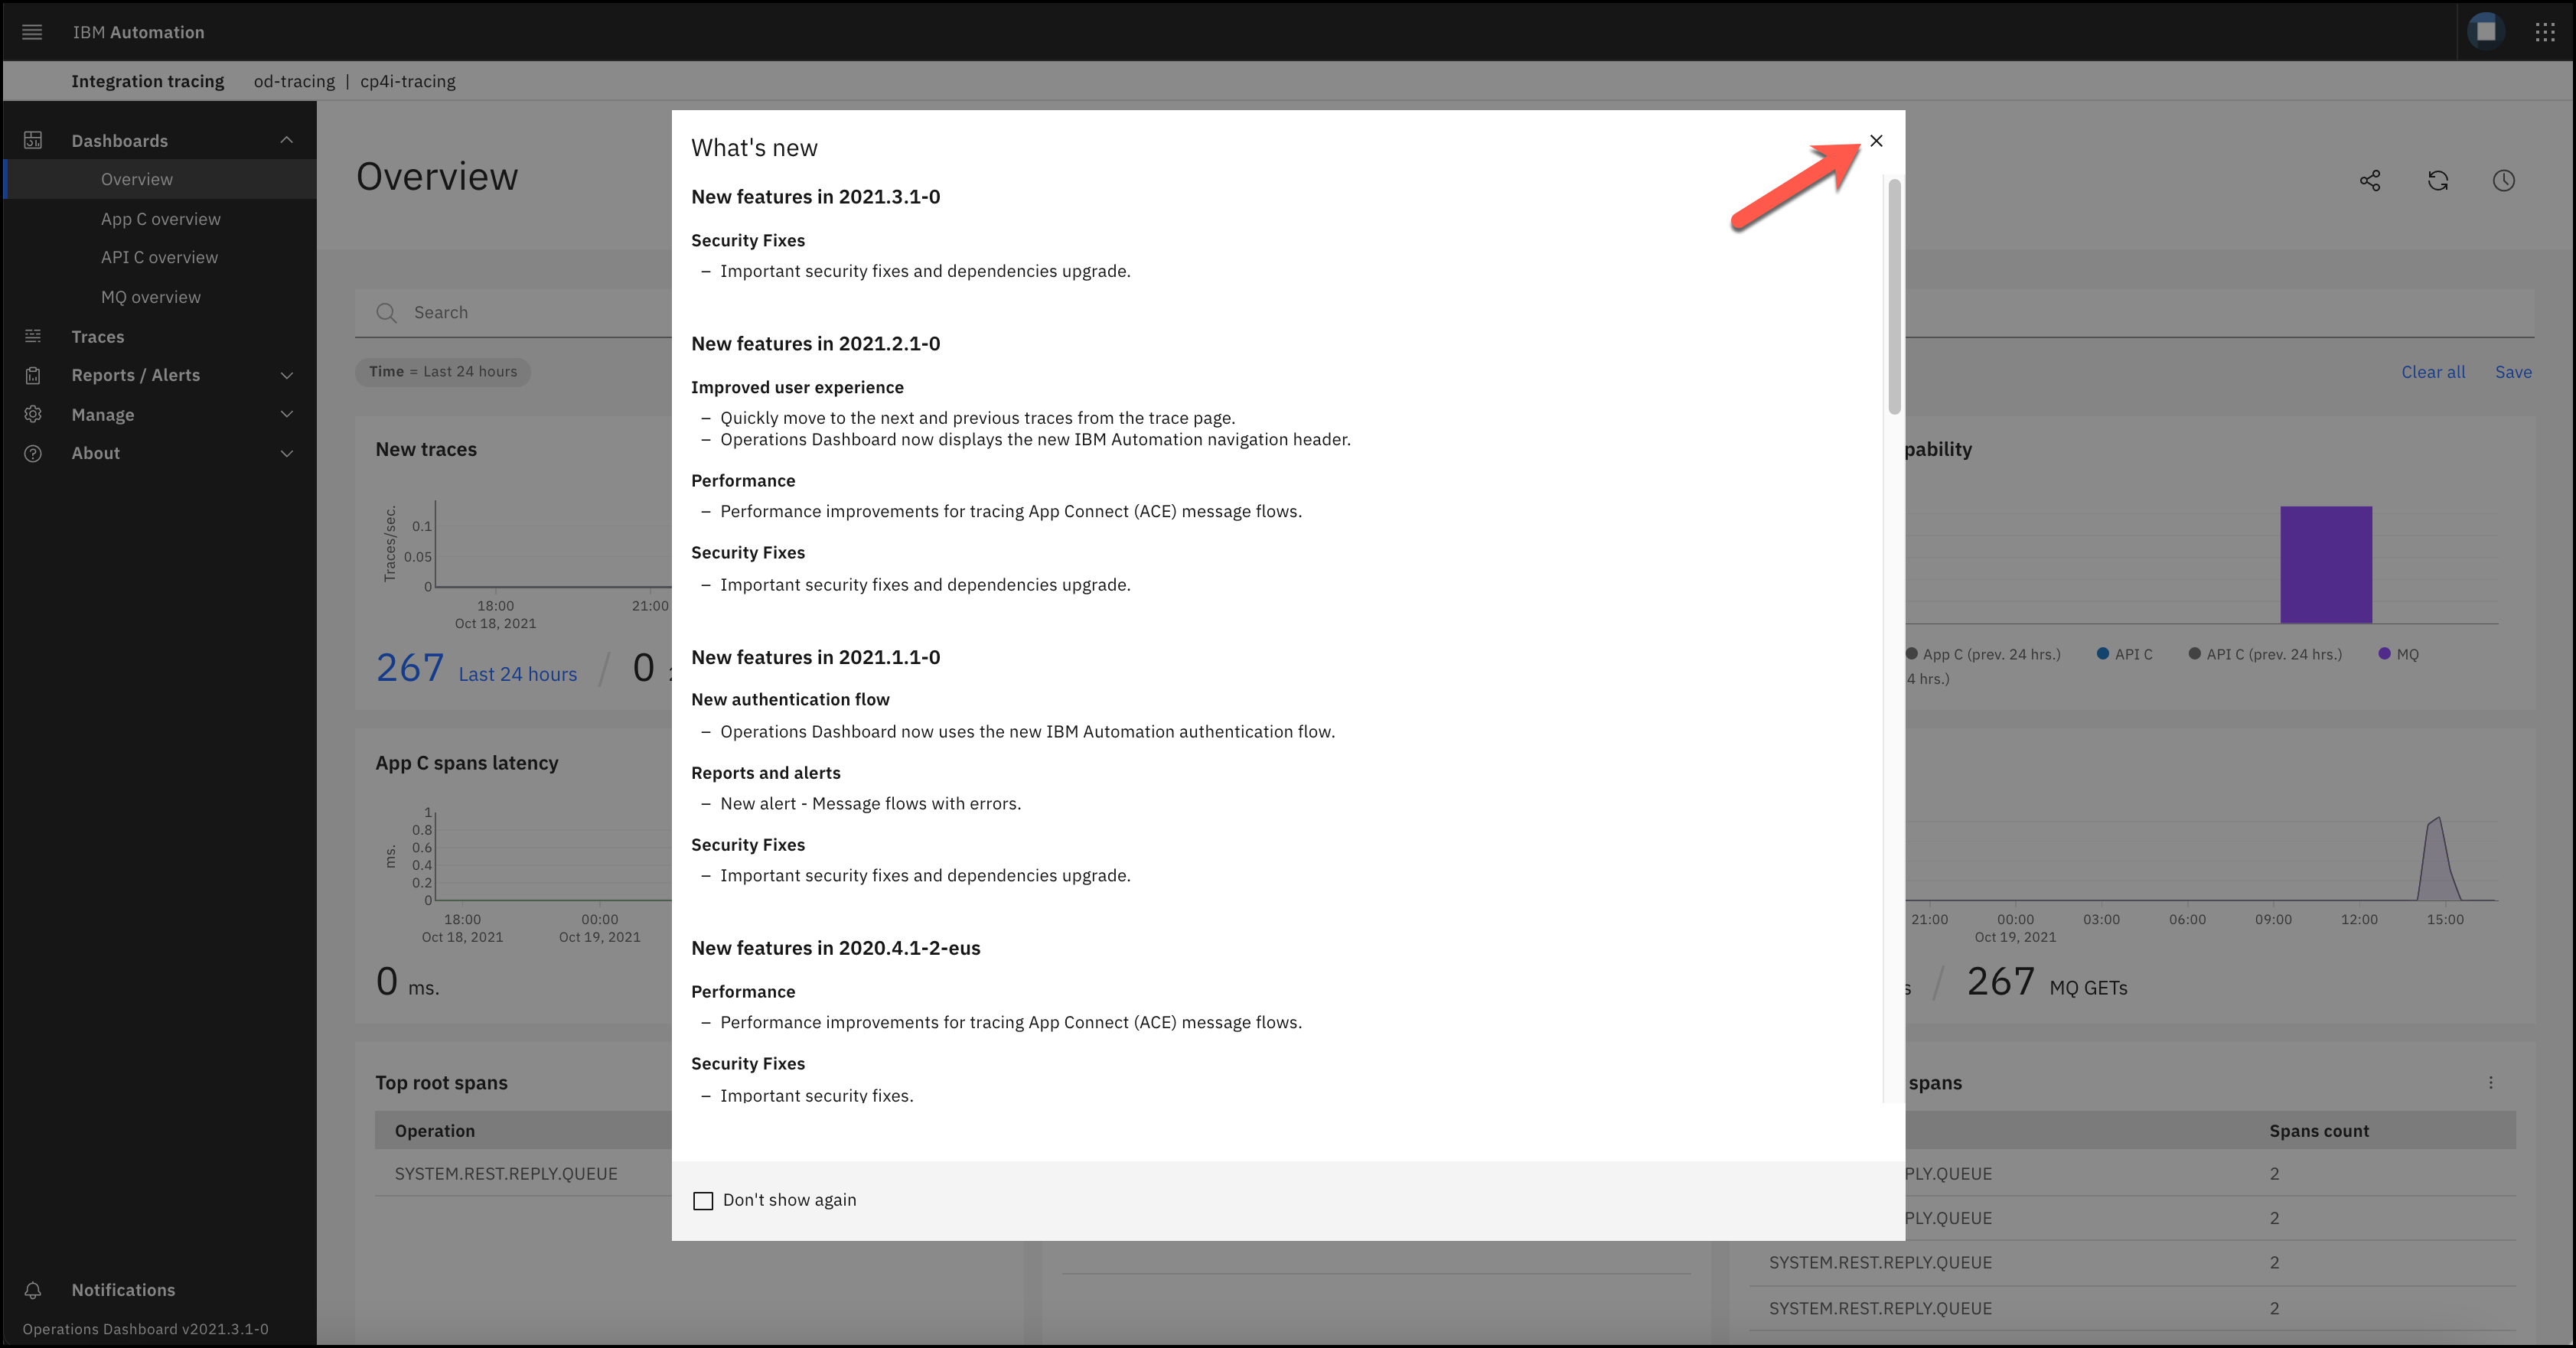 IBM Automation
Integration tracing od-tracing | cp4i-tracing
Dashboards
Overview
App C overview
API C overview
MQ overview
Traces
Reports / Alerts
Manage
About
Notifications
Operations Dashboard v2021.3.1-0
Overview
Search
Time = Last 24 hours
Clear all Save
New traces
Traces/sec.
0.1
0.05
0
18:00 21:00
Oct 18, 2021
267 Last 24 hours / 0
App C spans latency
ms.
1
0.8
0.6
0.4
0.2
0
18:00 00:00
Oct 18, 2021 Oct 19, 2021
0 ms.
Top root spans
Operation
SYSTEM.REST.REPLY.QUEUE
What's new
New features in 2021.3.1-0
Security Fixes
– Important security fixes and dependencies upgrade.
New features in 2021.2.1-0
Improved user experience
– Quickly move to the next and previous traces from the trace page.
– Operations Dashboard now displays the new IBM Automation navigation header.
Performance
– Performance improvements for tracing App Connect (ACE) message flows.
Security Fixes
– Important security fixes and dependencies upgrade.
New features in 2021.1.1-0
New authentication flow
– Operations Dashboard now uses the new IBM Automation authentication flow.
Reports and alerts
– New alert - Message flows with errors.
Security Fixes
– Important security fixes and dependencies upgrade.
New features in 2020.4.1-2-eus
Performance
– Performance improvements for tracing App Connect (ACE) message flows.
Security Fixes
– Important security fixes.
Don't show again
pability
App C (prev. 24 hrs.) API C API C (prev. 24 hrs.) MQ
4 hrs.)
21:00 00:00 03:00 06:00 09:00 12:00 15:00
Oct 19, 2021
s / 267 MQ GETs
spans
Spans count
PLY.QUEUE 2
PLY.QUEUE 2
SYSTEM.REST.REPLY.QUEUE 2
SYSTEM.REST.REPLY.QUEUE 2